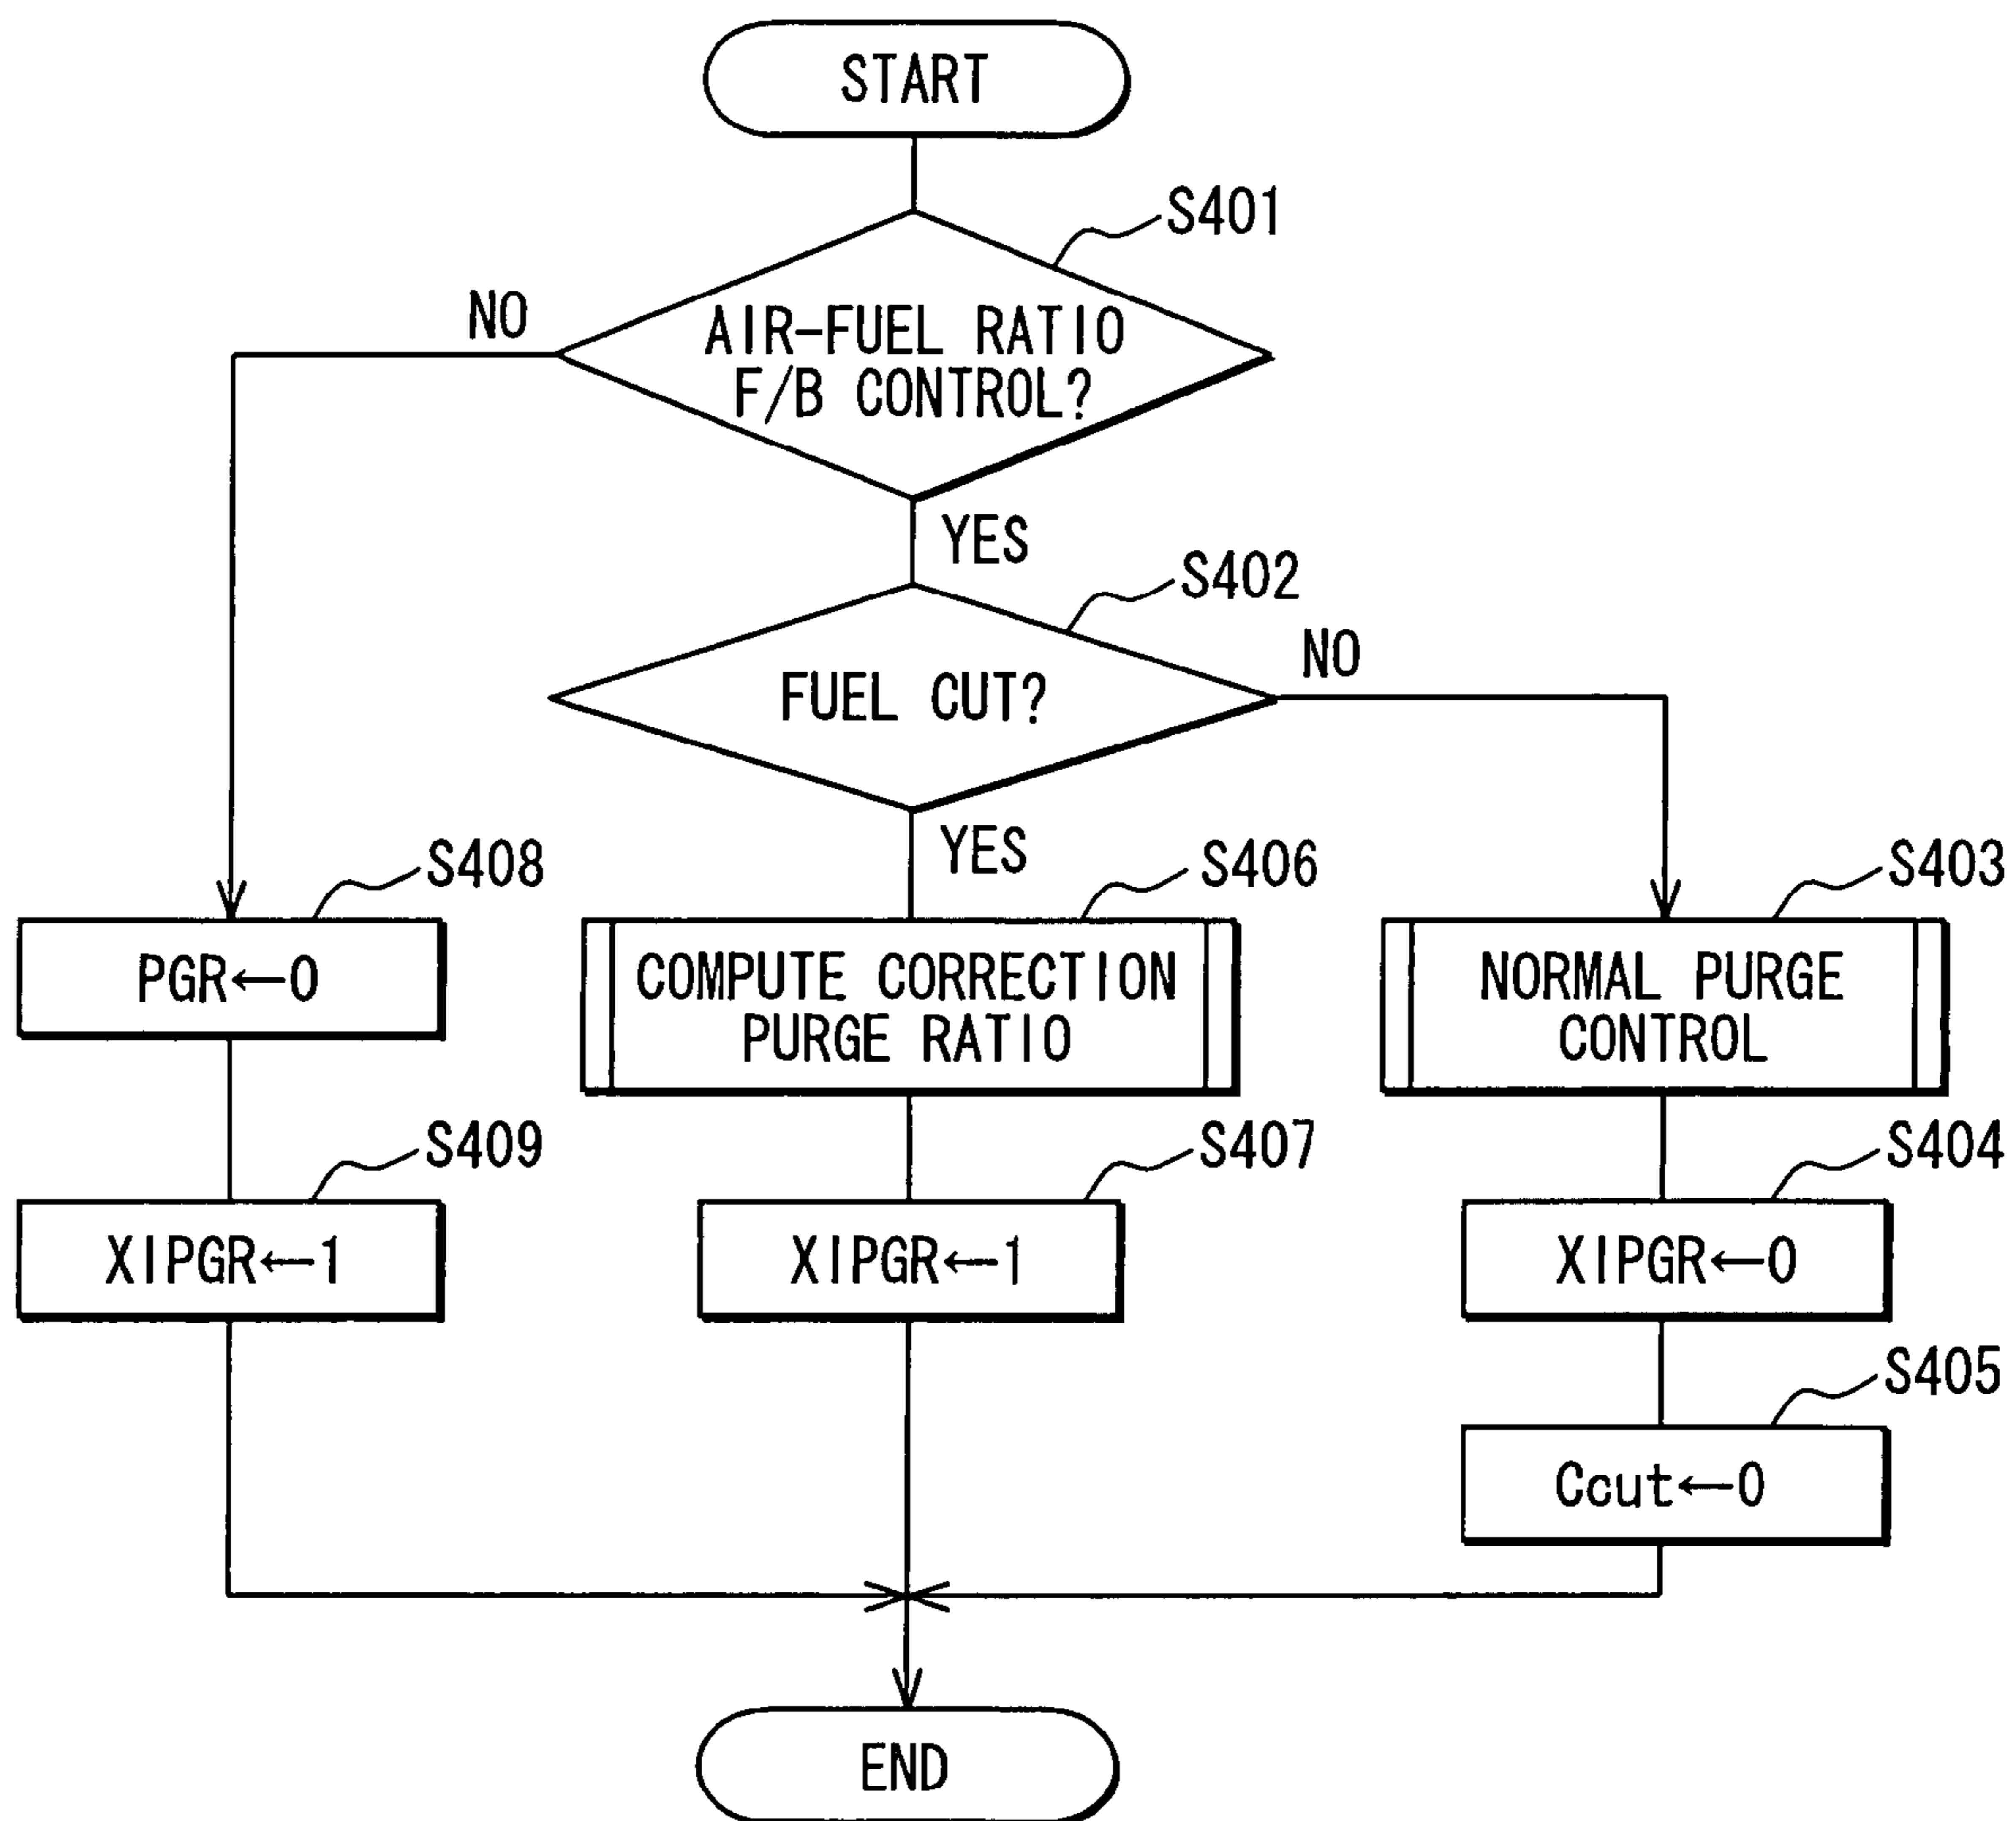 START
S401
AIR-FUEL RATIO
F/B CONTROL?
NO
YES
S402
FUEL CUT?
NO
YES
S408
PGR←0
S406
COMPUTE CORRECTION
PURGE RATIO
S403
NORMAL PURGE
CONTROL
S409
XIPGR←1
S407
XIPGR←1
S404
XIPGR←0
S405
Ccut←0
END